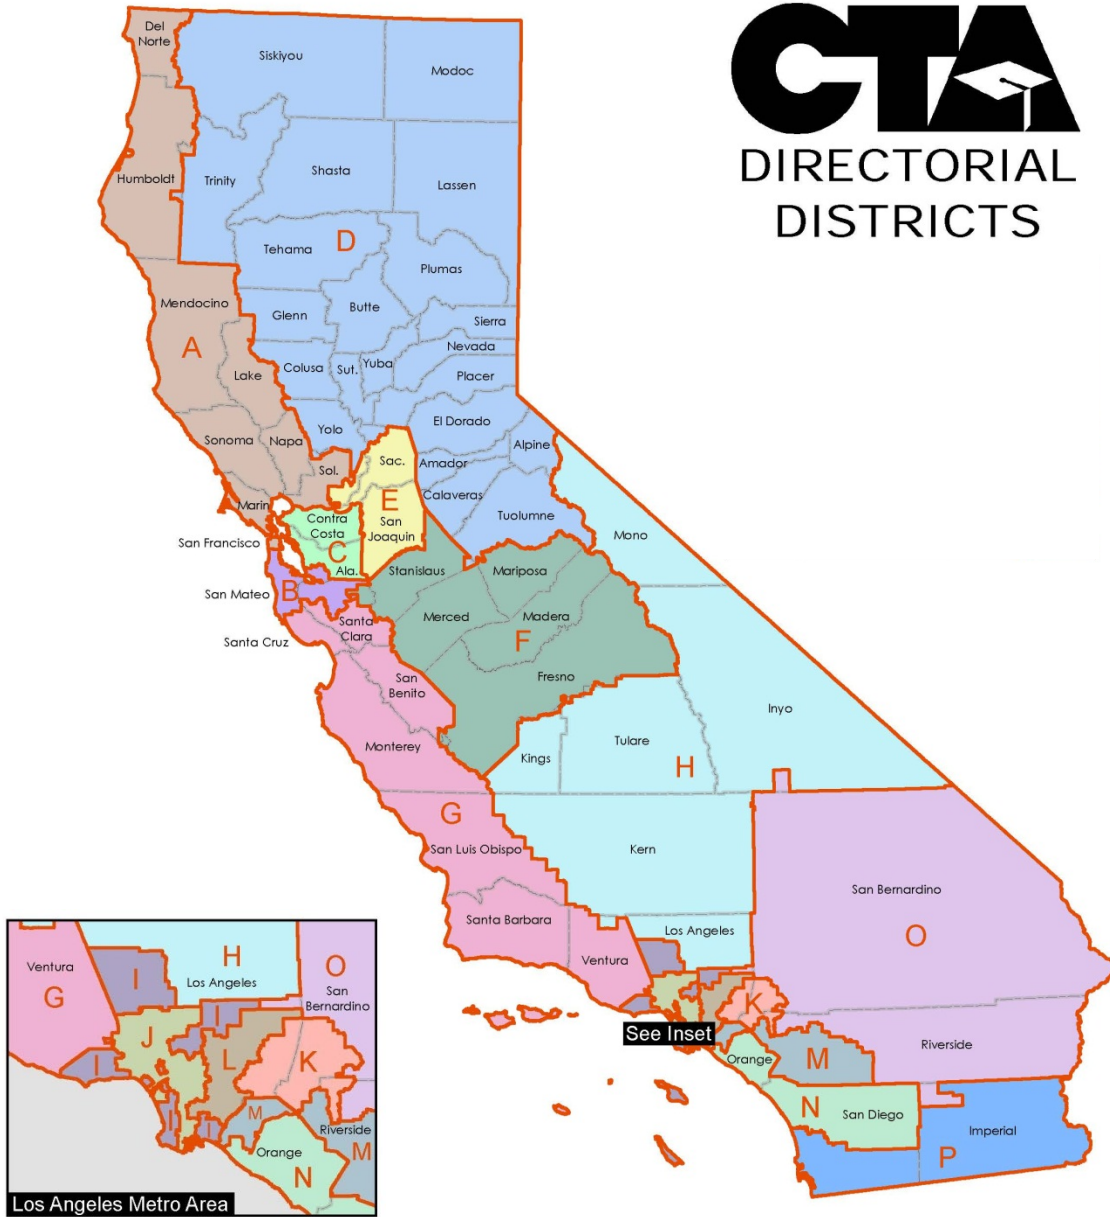 CTA
DIRECTORIAL
DISTRICTS
Del
Norte
Siskiyou
Modoc
Humboldt
Trinity
Shasta
Lassen
Tehama
D
Plumas
Mendocino
Glenn
Butte
Sierra
A
Nevada
Lake
Colusa
Sut.
Yuba
Placer
Sonoma
Napa
Yolo
El Dorado
Alpine
Sol.
Sac.
Amador
Marin
E
Calaveras
Contra
Costa
San
Joaquin
Tuolumne
San Francisco
C
Mono
Ala.
Stanislaus
Mariposa
San Mateo
B
Santa Cruz
Santa
Clara
Merced
Madera
F
San
Benito
Fresno
Inyo
Monterey
Kings
Tulare
H
G
San Luis Obispo
Kern
San Bernardino
Santa Barbara
Los Angeles
O
Ventura
K
See Inset
Orange
M
Riverside
N
San Diego
Imperial
P
Ventura
G
I
H
Los Angeles
O
San
Bernardino
J
I
I
L
K
I
I
M
Riverside
M
Orange
N
Los Angeles Metro Area